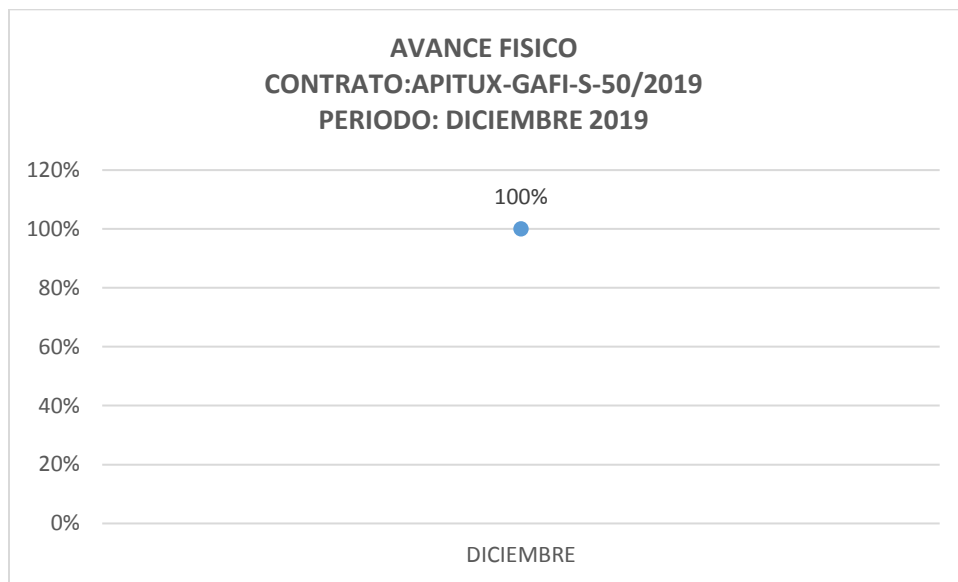 AVANCE FISICO
CONTRATO:APITUX-GAFI-S-50/2019
PERIODO: DICIEMBRE 2019
120%
100%
100%
80%
60%
40%
20%
0%
DICIEMBRE